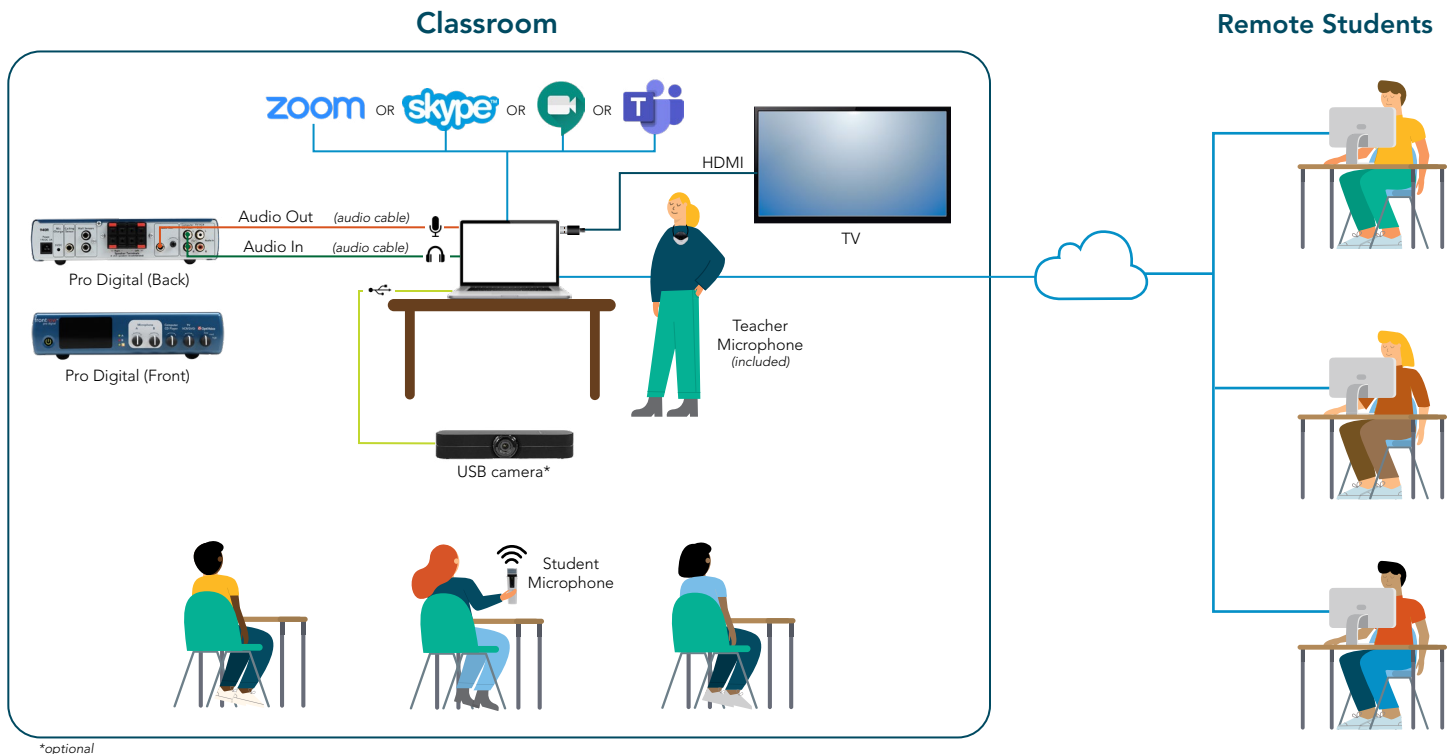 Classroom
Remote Students
zoom OR skype™ OR OR T
HDMI
TV
Audio Out (audio cable)
Audio In (audio cable)
Pro Digital (Back)
Pro Digital (Front)
Teacher
Microphone
(included)
USB camera*
Student
Microphone
*optional